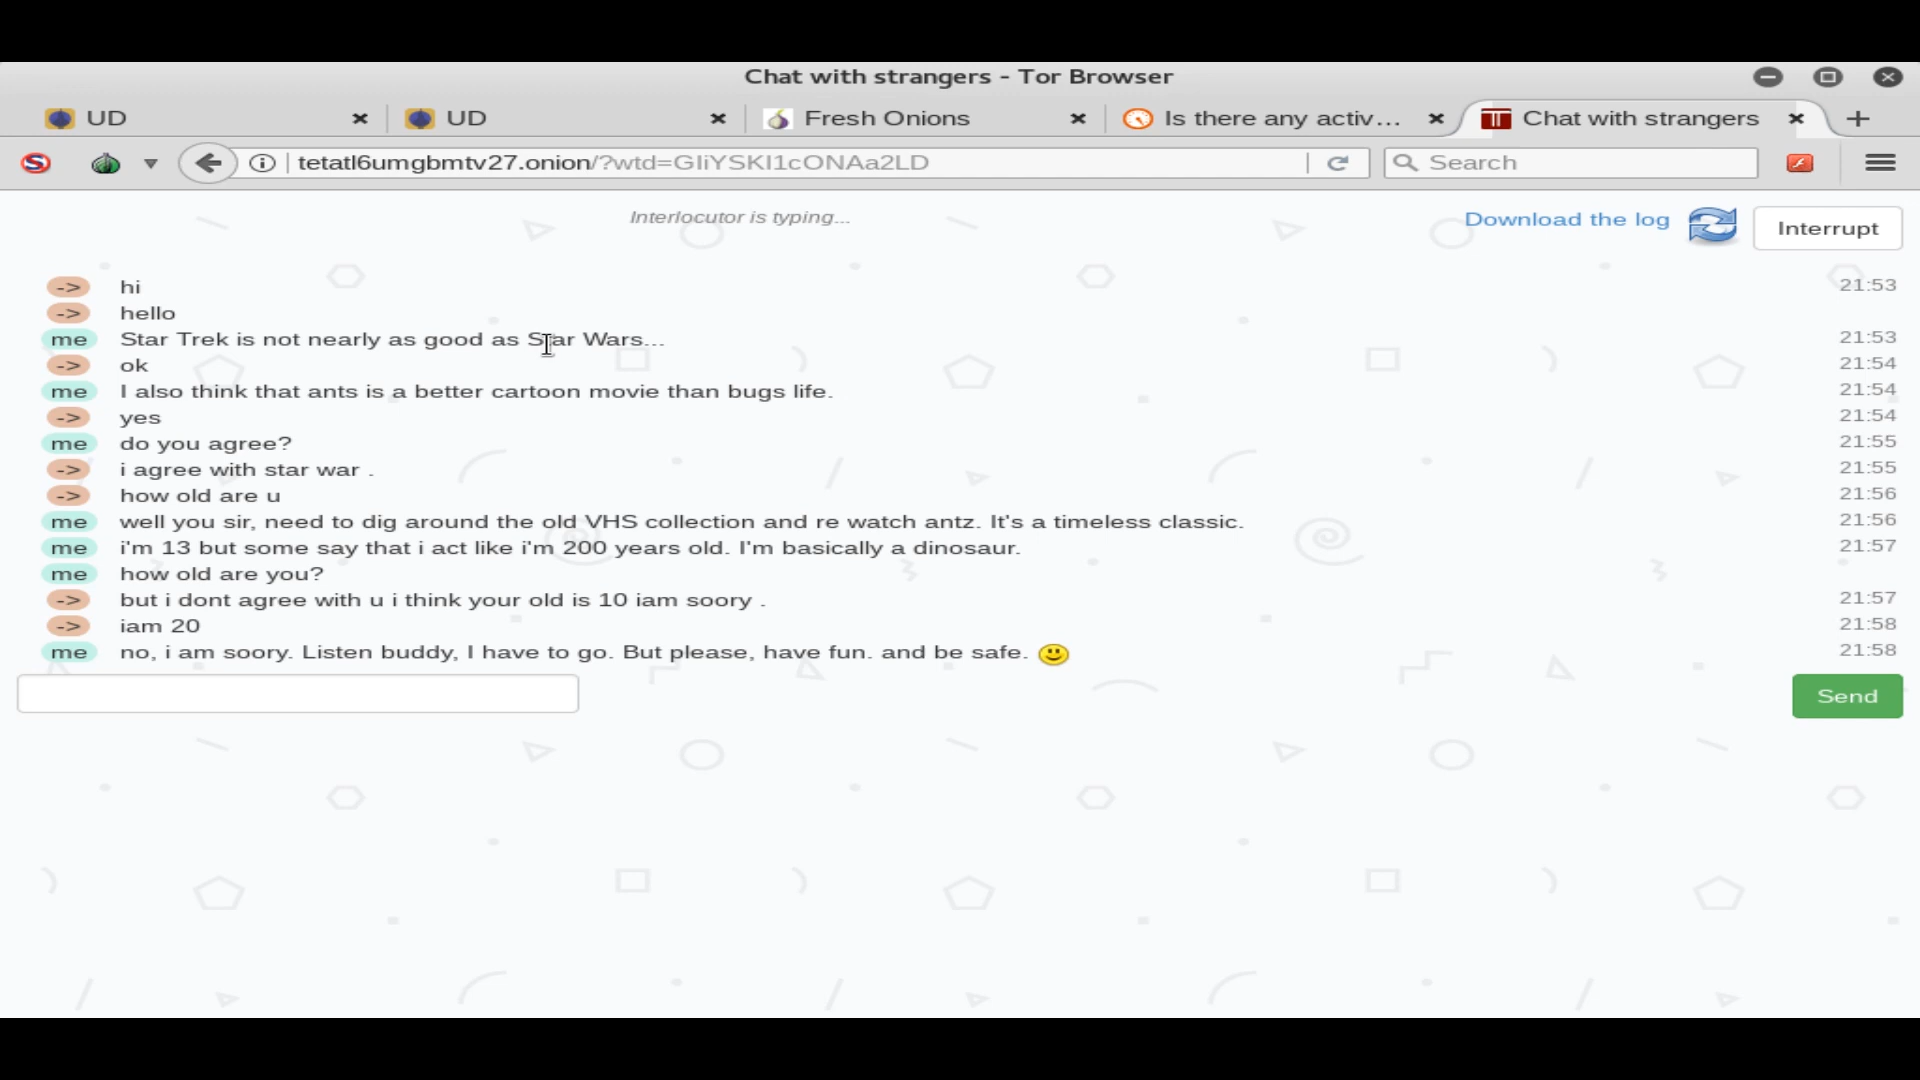 Chat with strangers - Tor Browser
UD UD Fresh Onions Is there any activ... Chat with strangers
tetatl6umgbmtv27.onion/?wtd=GIiYSKI1cONAa2LD Search
Interlocutor is typing... Download the log Interrupt
-> hi 21:53
-> hello
me Star Trek is not nearly as good as Star Wars... 21:53
-> ok 21:54
me I also think that ants is a better cartoon movie than bugs life. 21:54
-> yes 21:54
me do you agree? 21:55
-> i agree with star war . 21:55
-> how old are u 21:56
me well you sir, need to dig around the old VHS collection and re watch antz. It's a timeless classic. 21:56
me i'm 13 but some say that i act like i'm 200 years old. I'm basically a dinosaur. 21:57
me how old are you?
-> but i dont agree with u i think your old is 10 iam soory . 21:57
-> iam 20 21:58
me no, i am soory. Listen buddy, I have to go. But please, have fun. and be safe. 21:58
Send